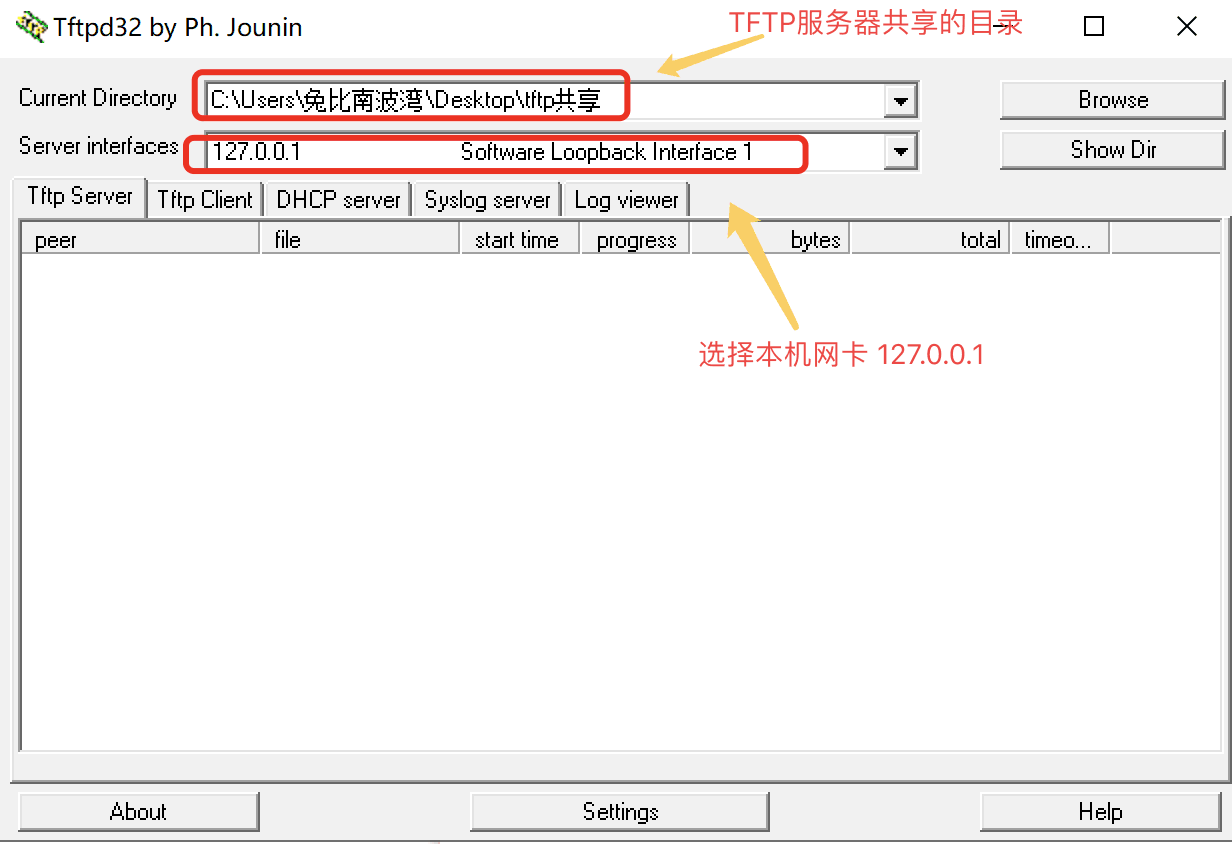 Tftpd32 by Ph. Jounin
TFTP服务器共享的目录
Current Directory C:\Users\兔比南波湾\Desktop\tftp共享 Browse
Server interfaces 127.0.0.1 Software Loopback Interface 1 Show Dir
Tftp Server Tftp Client DHCP server Syslog server Log viewer
peer file start time progress bytes total timeo...
选择本机网卡 127.0.0.1
About Settings Help